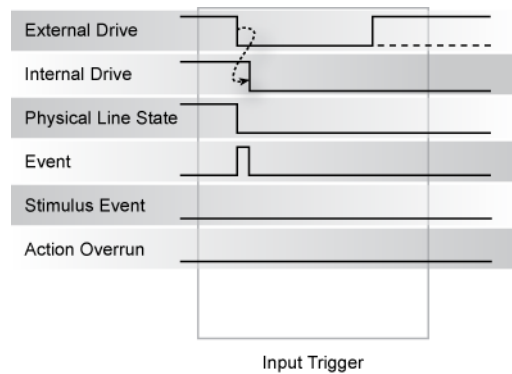 External Drive
Internal Drive
Physical Line State
Event
Stimulus Event
Action Overrun
Input Trigger